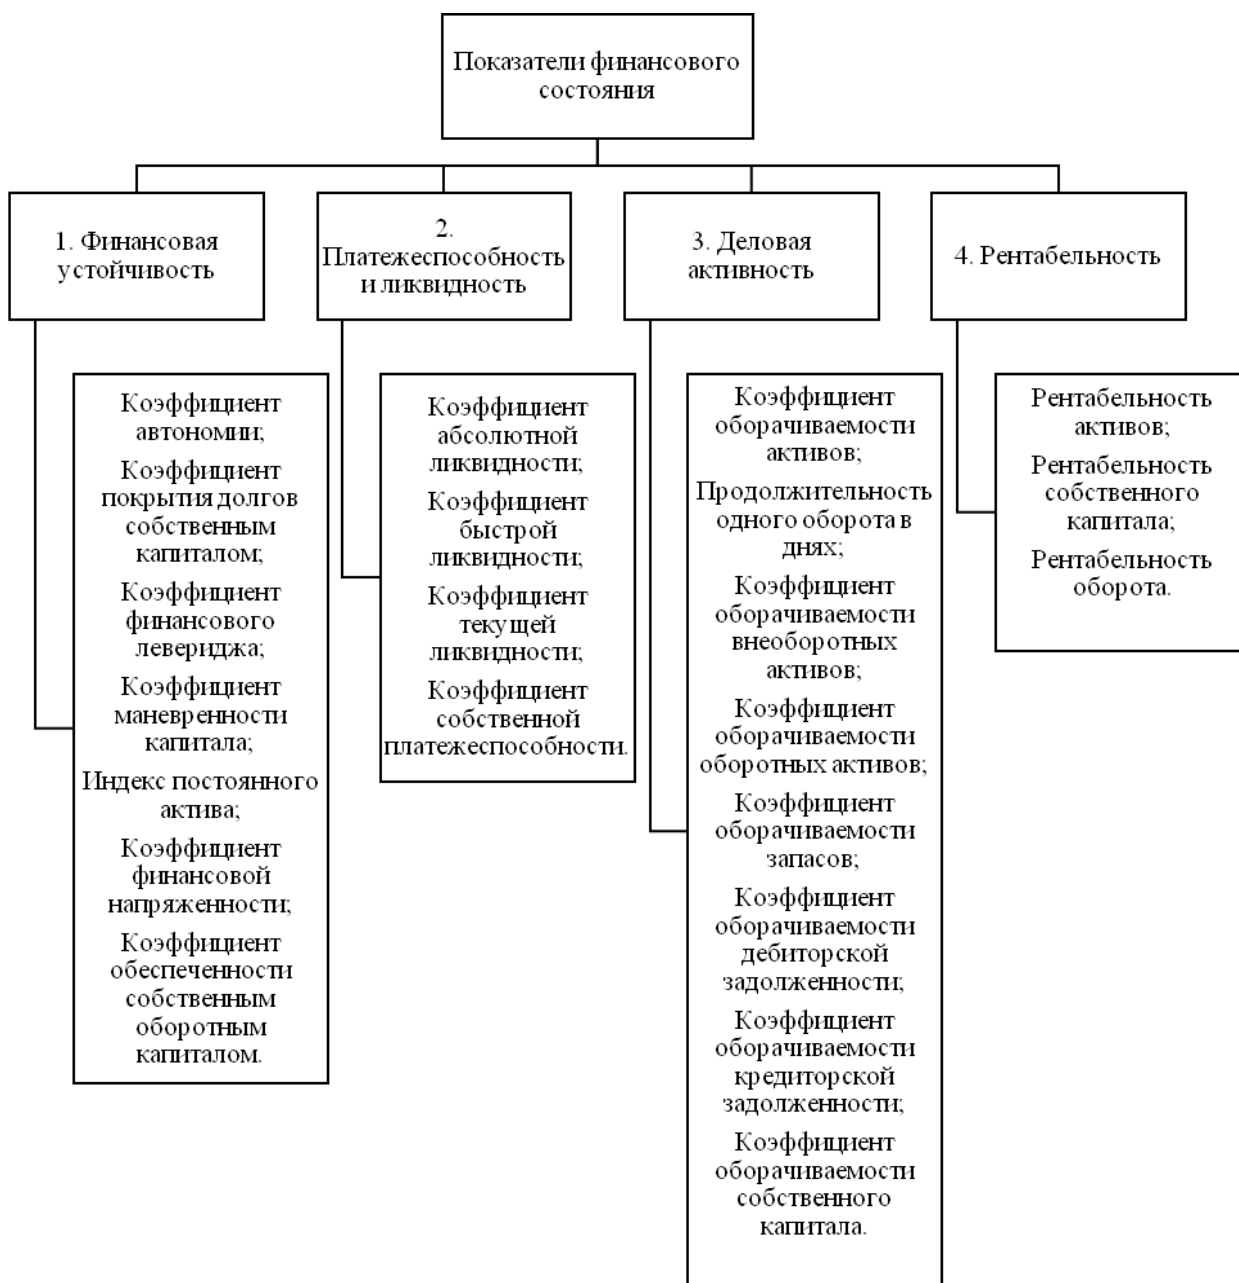 Показатели финансового
состояния
1. Финансовая
устойчивость
2.
Платежеспособность
и ликвидность
3. Деловая
активность
4. Рентабельность
Коэффициент
автономии;
Коэффициент
покрытия долгов
собственным
капиталом;
Коэффициент
финансового
левериджа;
Коэффициент
маневренности
капитала;
Индекс постоянного
актива;
Коэффициент
финансовой
напряженности;
Коэффициент
обеспеченности
собственным
оборотным
капиталом.
Коэффициент
абсолютной
ликвидности;
Коэффициент
быстрой
ликвидности;
Коэффициент
текущей
ликвидности;
Коэффициент
собственной
платежеспособности.
Коэффициент
оборачиваемости
активов;
Продолжительность
одного оборота в
днях;
Коэффициент
оборачиваемости
внеоборотных
активов;
Коэффициент
оборачиваемости
оборотных активов;
Коэффициент
оборачиваемости
запасов;
Коэффициент
оборачиваемости
дебиторской
задолженности;
Коэффициент
оборачиваемости
кредиторской
задолженности;
Коэффициент
оборачиваемости
собственного
капитала.
Рентабельность
активов;
Рентабельность
собственного
капитала;
Рентабельность
оборота.